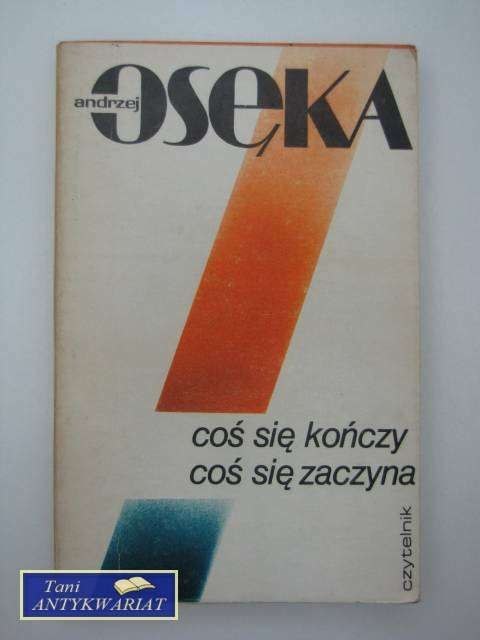 andrzej OSĘKA
coś się kończy
coś się zaczyna
czytelnik
Tani
ANTYKWARIAT